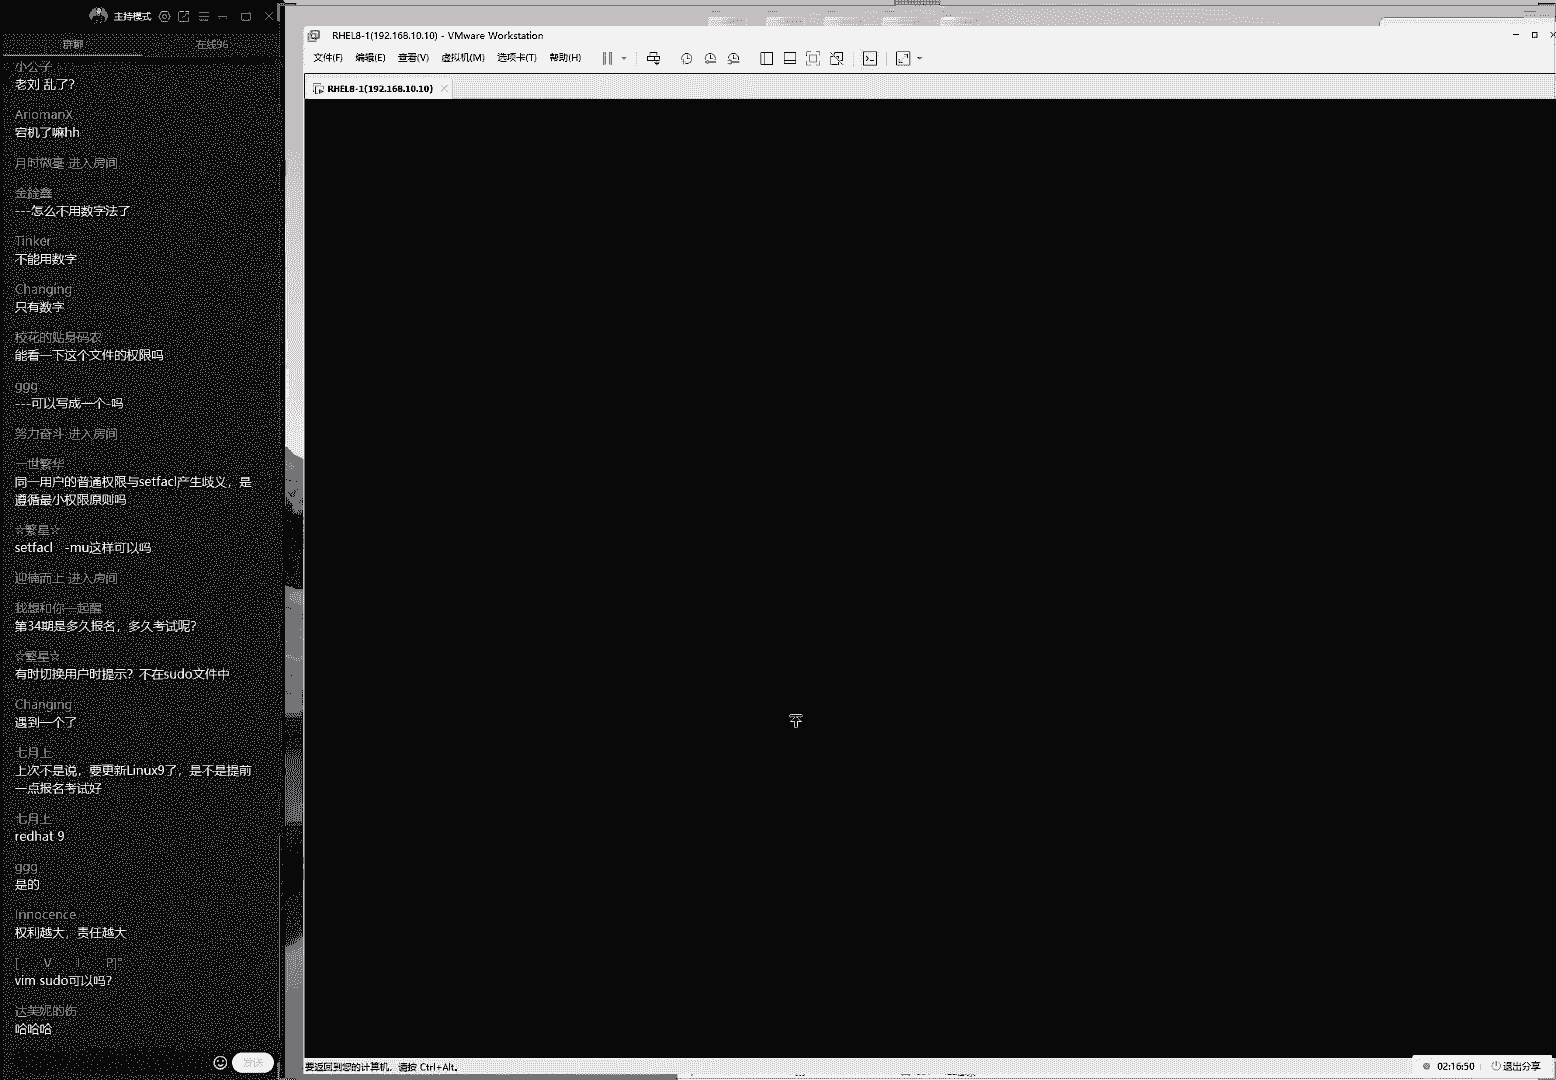 主持模式
群聊
在线96
小公子
老刘 乱了?
AriomanX
宕机了嘛hh
月时微毫 进入房间
---怎么不用数字法了
Tinker
不能用数字
Changing
只有数字
校花的贴身码农
能看一下这个文件的权限吗
ggg
---可以写成一个-吗
努力奋斗 进入房间
一世繁华
同一用户的普通权限与setfacl产生歧义，是
遵循最小权限原则吗
☆繁星☆
setfacl -mu这样可以吗
迎楠而上 进入房间
我想和你一起醒
第34期是多久报名，多久考试呢?
☆繁星☆
有时切换用户时提示? 不在sudo文件中
Changing
遇到一个了
七月上
上次不是说，要更新Linux9了，是不是提前
一点报名考试好
七月上
redhat 9
ggg
是的
Innocence
权利越大，责任越大
[ V I P]°
vim sudo可以吗?
达芙妮的伤
哈哈哈
发送
RHEL8-1(192.168.10.10) - VMware Workstation
文件(F) 编辑(E) 查看(V) 虚拟机(M) 选项卡(T) 帮助(H)
RHEL8-1(192.168.10.10)
要返回到您的计算机，请按 Ctrl+Alt。
02:16:50
退出分享